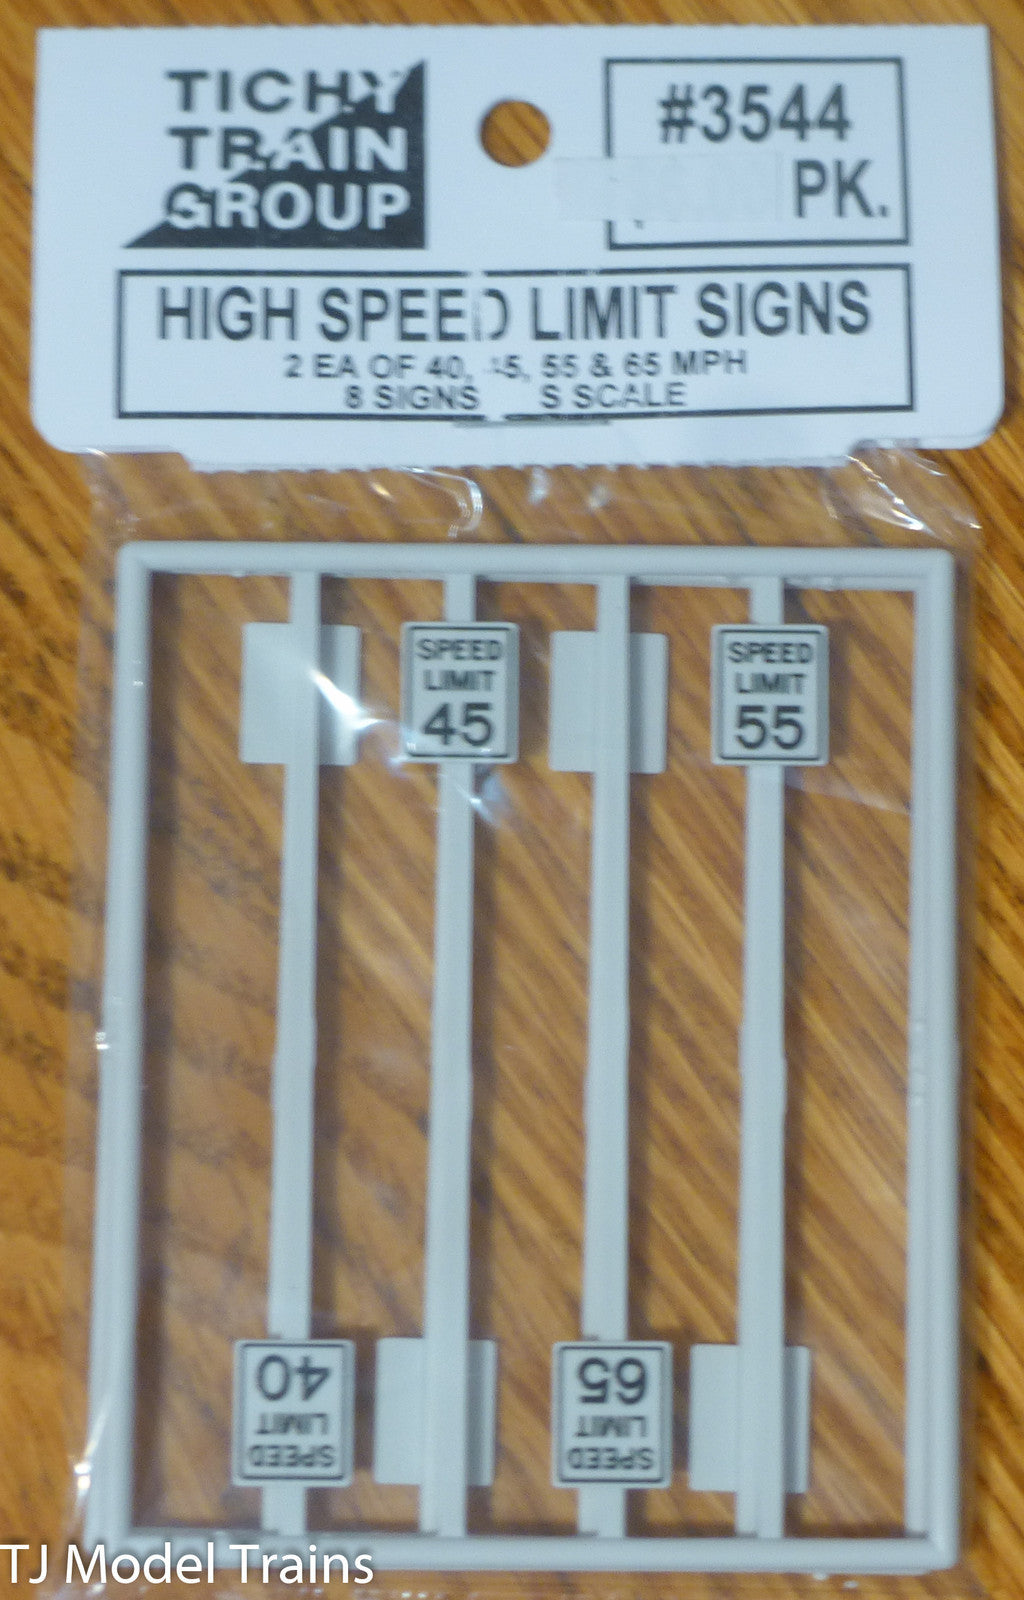 TICHY
TRAIN
GROUP
#3544
PK.
HIGH SPEED LIMIT SIGNS
2 EA OF 40, 45, 55 & 65 MPH
8 SIGNS S SCALE
SPEED
LIMIT
45
SPEED
LIMIT
55
SPEED
LIMIT
40
SPEED
LIMIT
65
TJ Model Trains